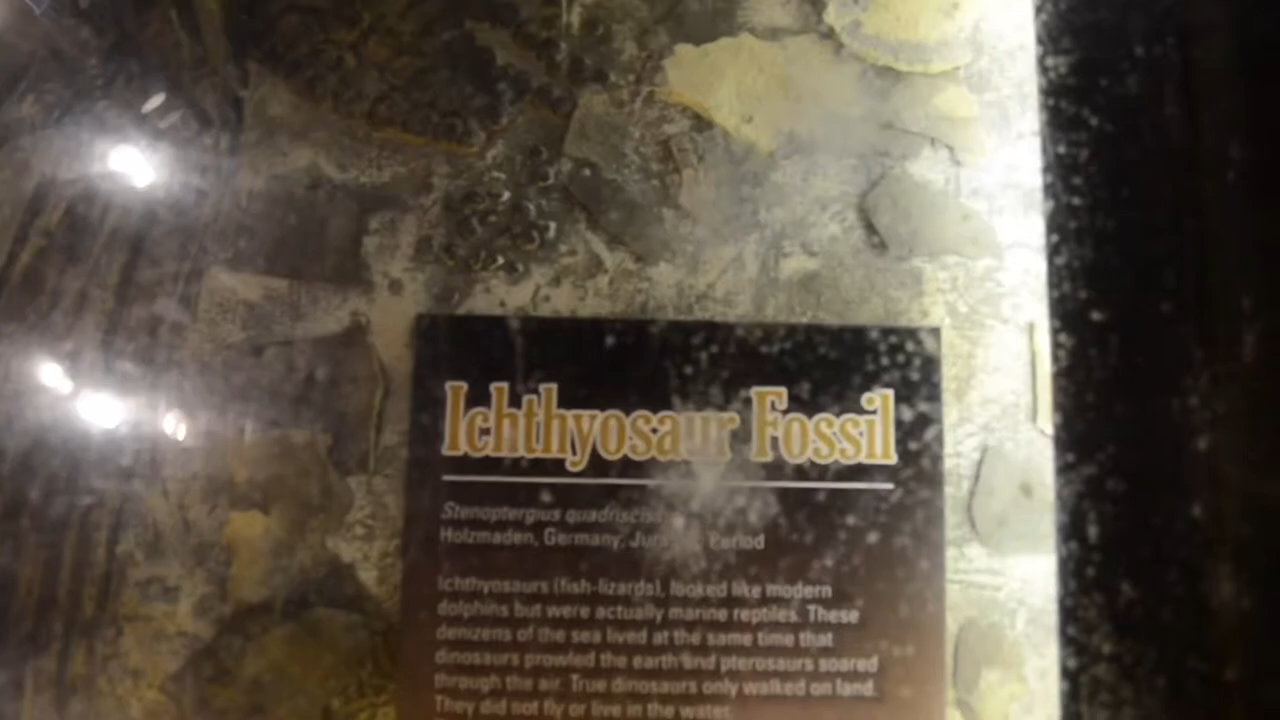 Ichthyosaur Fossil
Stenoptergius
Holzmaden, Germany, Period
Ichthyosaurs (fish-lizards), looked like modern
dolphins but were actually marine reptiles. These
denizens of the sea lived at the same time that
dinosaurs prowled the earth and pterosaurs soared
through the air. True dinosaurs only walked on land.
They did not fly or live in the water.